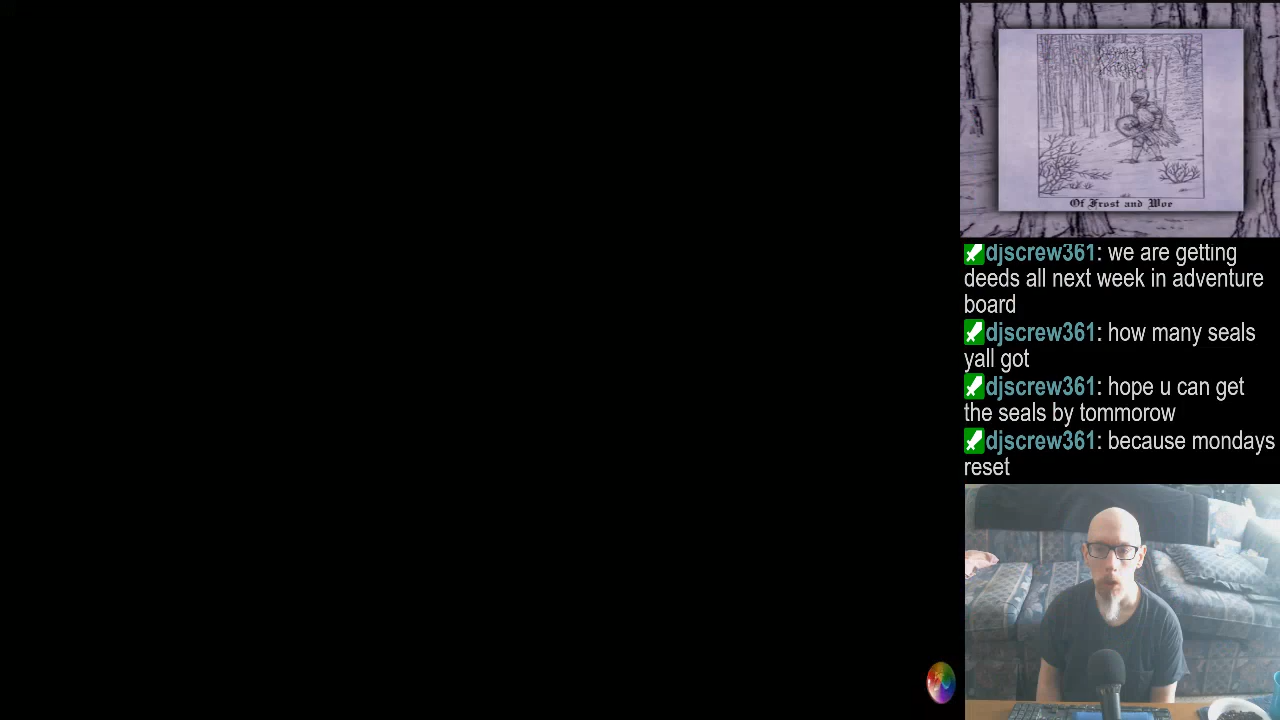 Of Frost and Woe
djscrew361: we are getting
deeds all next week in adventure
board
djscrew361: how many seals
yall got
djscrew361: hope u can get
the seals by tommorow
djscrew361: because mondays
reset